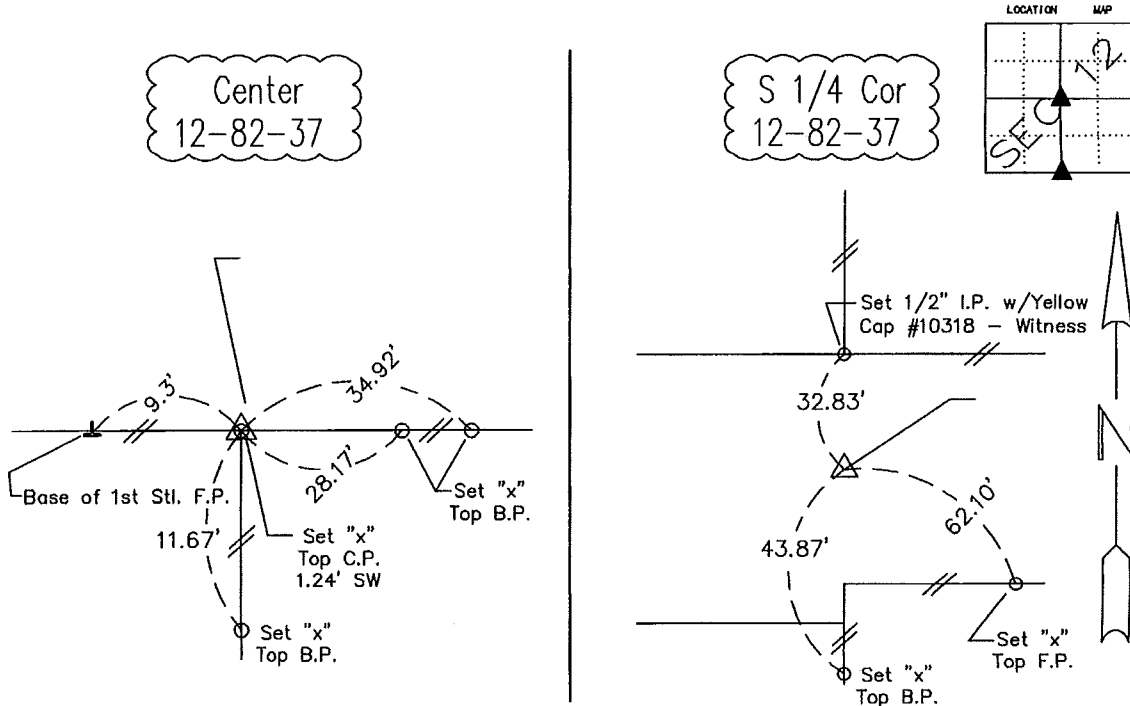 LOCATION MAP
SEC 12
Center
12-82-37
S 1/4 Cor
12-82-37
9.3'
34.92'
28.17'
11.67'
Base of 1st Stl. F.P.
Set "x"
Top B.P.
Set "x"
Top C.P.
1.24' SW
Set "x"
Top B.P.
Set 1/2" I.P. w/Yellow
Cap #10318 – Witness
32.83'
62.10'
43.87'
Set "x"
Top F.P.
Set "x"
Top B.P.
N